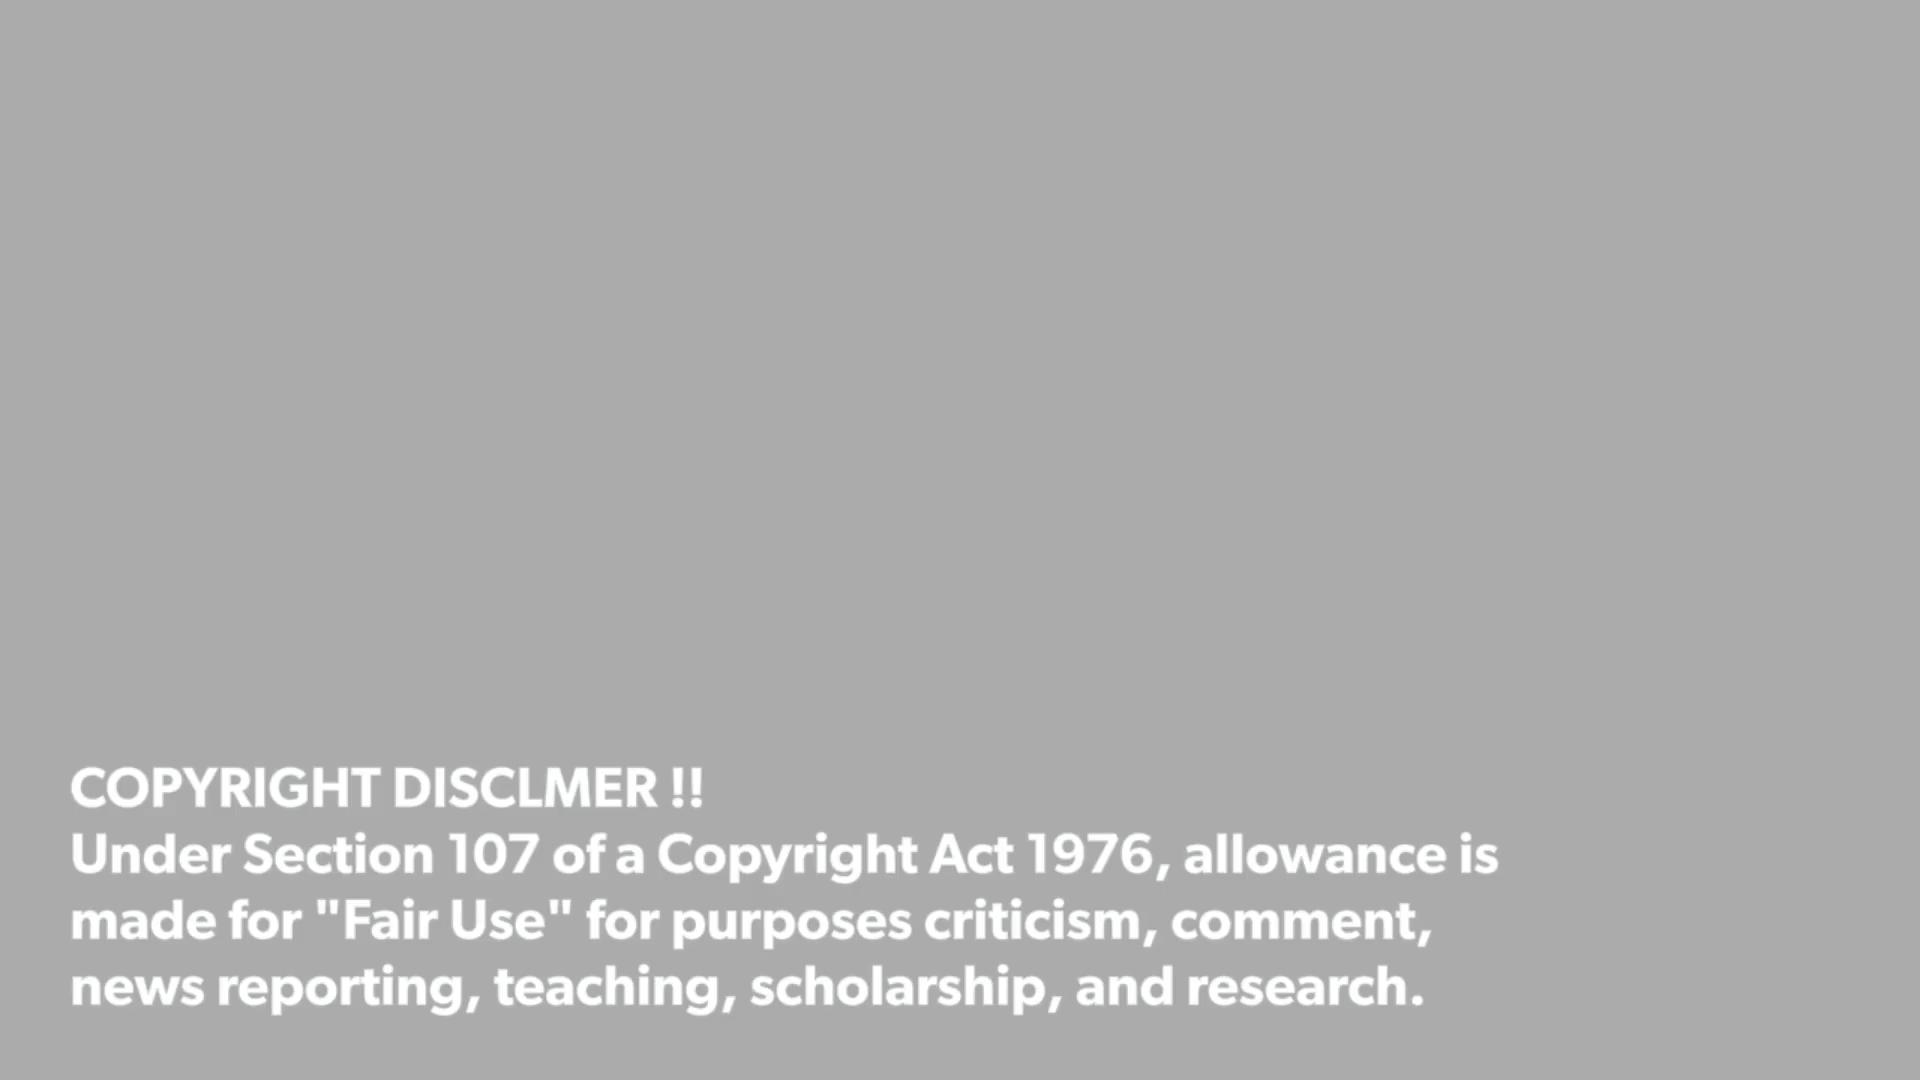 COPYRIGHT DISCLMER !!
Under Section 107 of a Copyright Act 1976, allowance is
made for "Fair Use" for purposes criticism, comment,
news reporting, teaching, scholarship, and research.